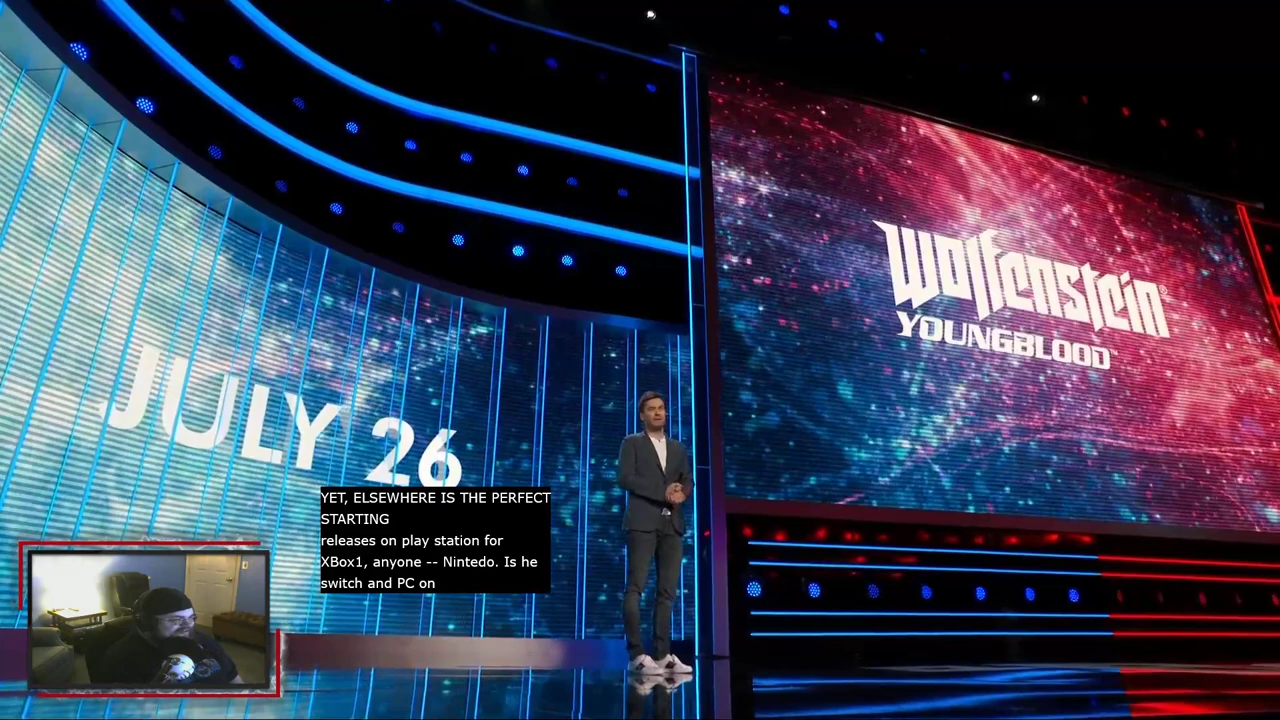 Wolfenstein®
YOUNGBLOOD™
JULY 26
YET, ELSEWHERE IS THE PERFECT
STARTING
releases on play station for
XBox1, anyone -- Nintedo. Is he
switch and PC on